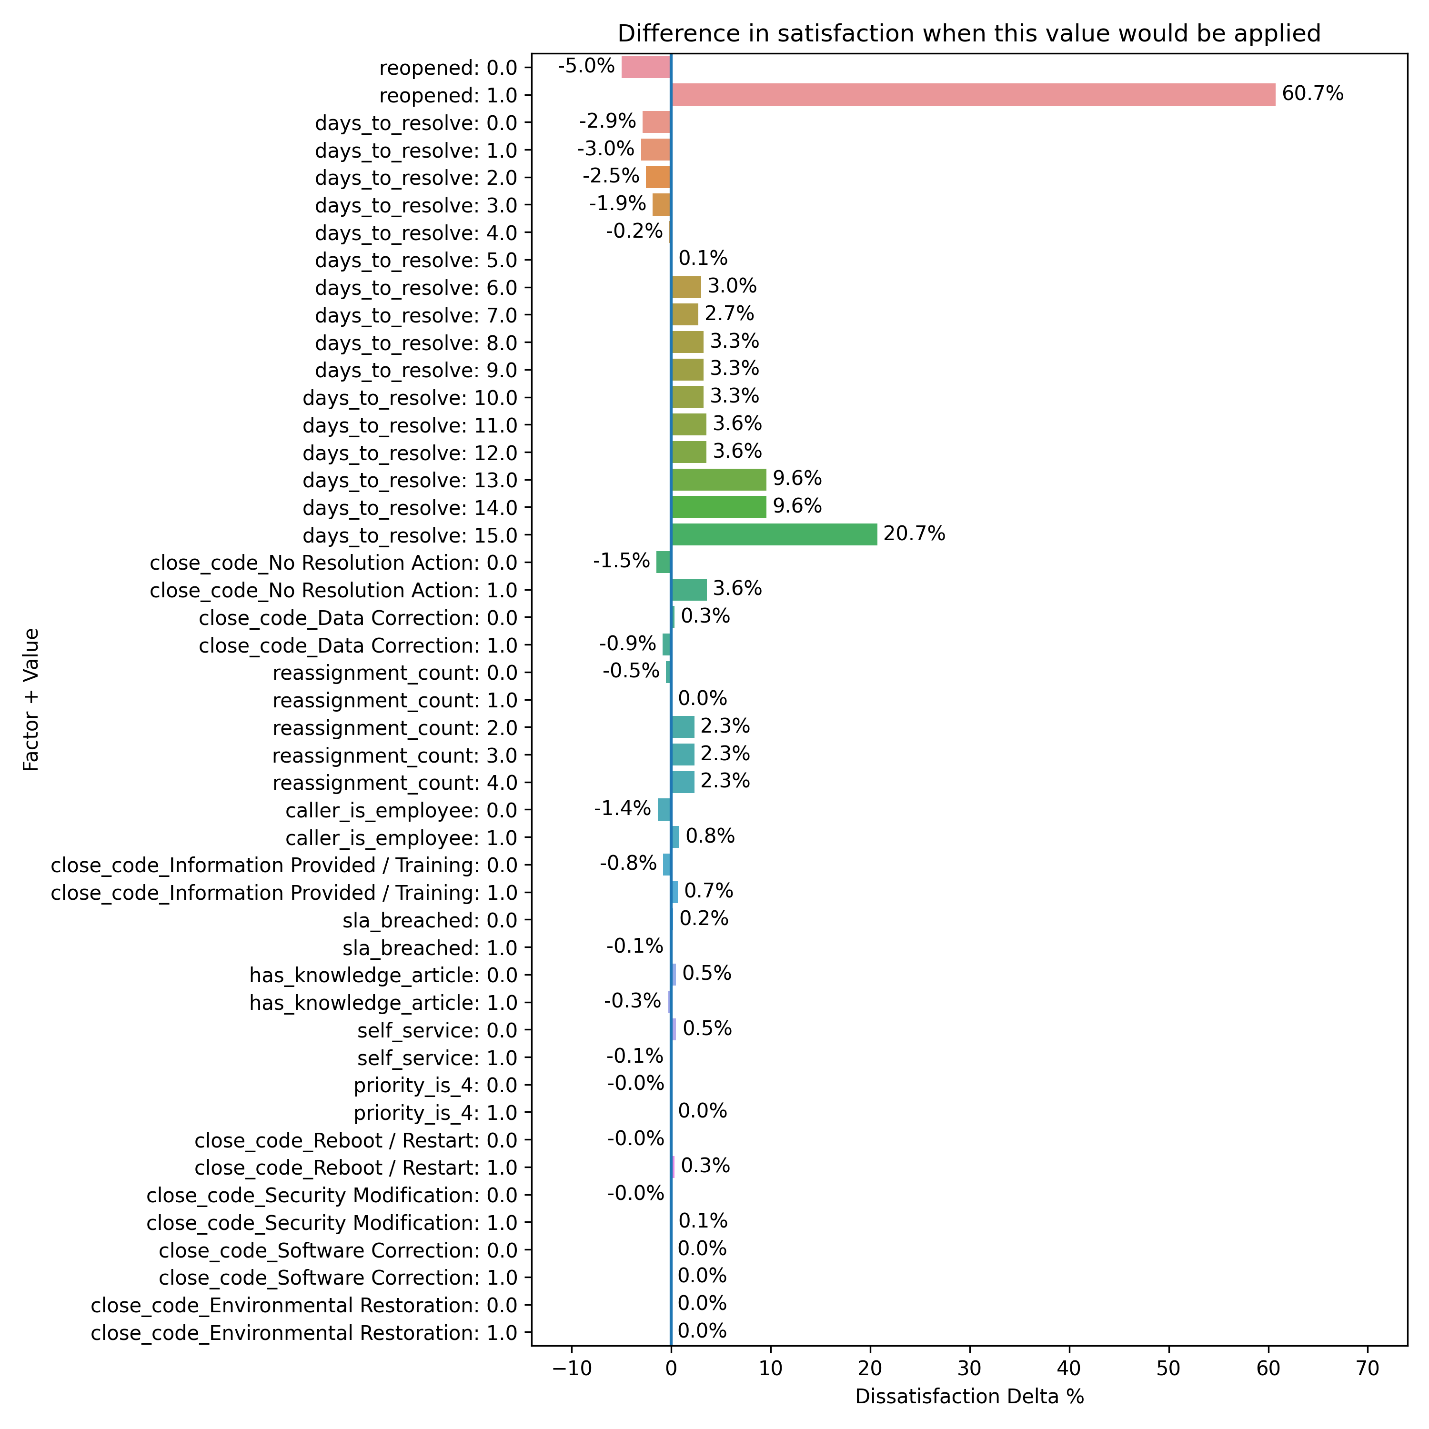 Difference in satisfaction when this value would be applied
reopened: 0.0 -5.0%
reopened: 1.0 60.7%
days_to_resolve: 0.0 -2.9%
days_to_resolve: 1.0 -3.0%
days_to_resolve: 2.0 -2.5%
days_to_resolve: 3.0 -1.9%
days_to_resolve: 4.0 -0.2%
days_to_resolve: 5.0 0.1%
days_to_resolve: 6.0 3.0%
days_to_resolve: 7.0 2.7%
days_to_resolve: 8.0 3.3%
days_to_resolve: 9.0 3.3%
days_to_resolve: 10.0 3.3%
days_to_resolve: 11.0 3.6%
days_to_resolve: 12.0 3.6%
days_to_resolve: 13.0 9.6%
days_to_resolve: 14.0 9.6%
days_to_resolve: 15.0 20.7%
close_code_No Resolution Action: 0.0 -1.5%
close_code_No Resolution Action: 1.0 3.6%
close_code_Data Correction: 0.0 0.3%
close_code_Data Correction: 1.0 -0.9%
reassignment_count: 0.0 -0.5%
reassignment_count: 1.0 0.0%
reassignment_count: 2.0 2.3%
reassignment_count: 3.0 2.3%
reassignment_count: 4.0 2.3%
caller_is_employee: 0.0 -1.4%
caller_is_employee: 1.0 0.8%
close_code_Information Provided / Training: 0.0 -0.8%
close_code_Information Provided / Training: 1.0 0.7%
sla_breached: 0.0 0.2%
sla_breached: 1.0 -0.1%
has_knowledge_article: 0.0 0.5%
has_knowledge_article: 1.0 -0.3%
self_service: 0.0 0.5%
self_service: 1.0 -0.1%
priority_is_4: 0.0 -0.0%
priority_is_4: 1.0 0.0%
close_code_Reboot / Restart: 0.0 -0.0%
close_code_Reboot / Restart: 1.0 0.3%
close_code_Security Modification: 0.0 -0.0%
close_code_Security Modification: 1.0 0.1%
close_code_Software Correction: 0.0 0.0%
close_code_Software Correction: 1.0 0.0%
close_code_Environmental Restoration: 0.0 0.0%
close_code_Environmental Restoration: 1.0 0.0%
Factor + Value
−10 0 10 20 30 40 50 60 70
Dissatisfaction Delta %